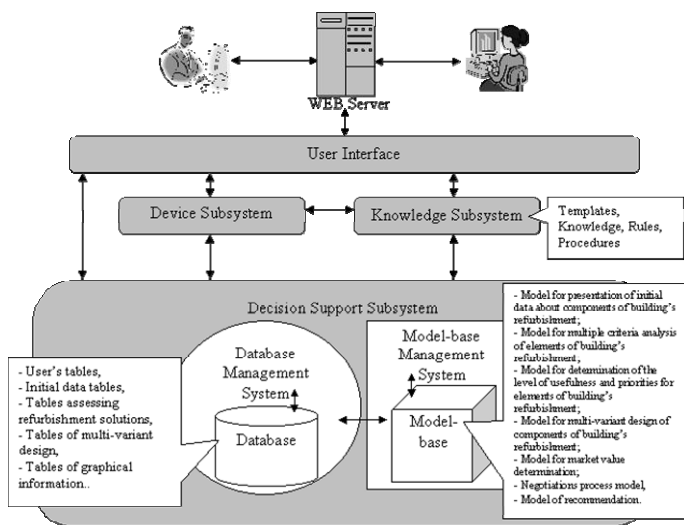 WEB Server
User Interface
Device Subsystem
Knowledge Subsystem
Templates,
Knowledge, Rules,
Procedures
Decision Support Subsystem
- User's tables,
- Initial data tables,
- Tables assessing
refurbishment solutions,
- Tables of multi-variant
design,
- Tables of graphical
information..
Database
Management
System
Database
Model-base
Management
System
Model-
base
- Model for presentation of initial
data about components of building's
refurbishment;
- Model for multiple criteria analysis
of elements of building's
refurbishment;
- Model for determination of the
level of usefulness and priorities for
elements of building's
refurbishment;
- Model for multi-variant design of
components of building's
refurbishment;
- Model for market value
determination;
- Negotiations process model,
- Model of recommendation.